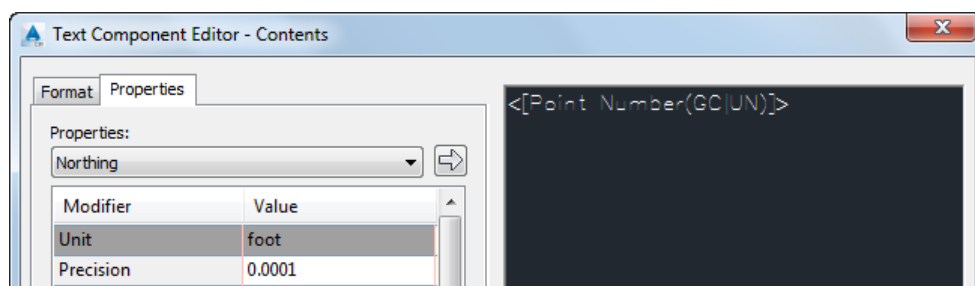 Text Component Editor - Contents
Format Properties
<[Point Number(GC|UN)]>
Properties:
Northing
Modifier Value
Unit foot
Precision 0.0001